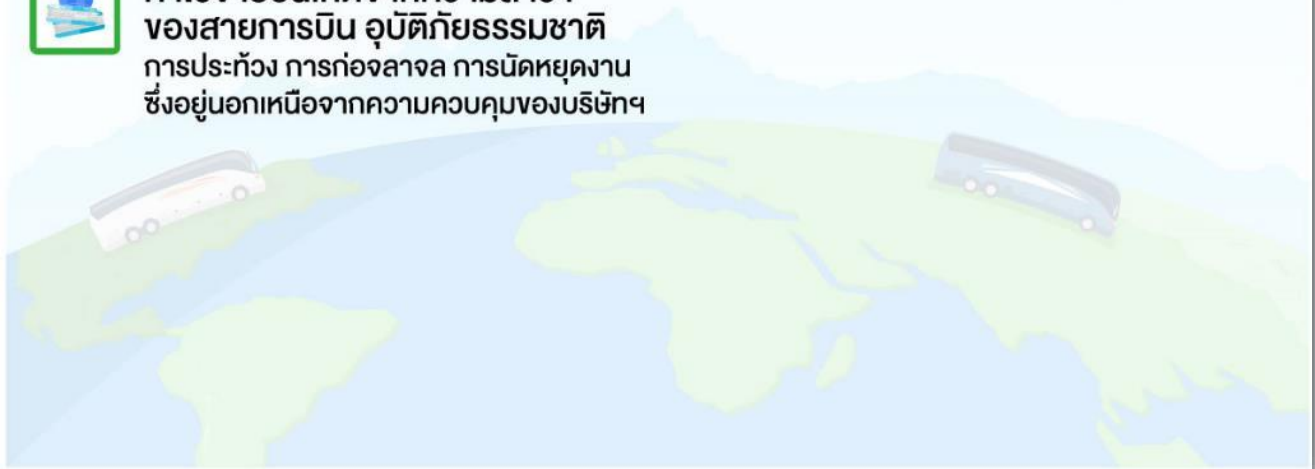 ของสายการบิน อุบัติภัยธรรมชาติ
การประท้วง การก่อจลาจล การนัดหยุดงาน
ซึ่งอยู่นอกเหนือจากความควบคุมของบริษัทฯ